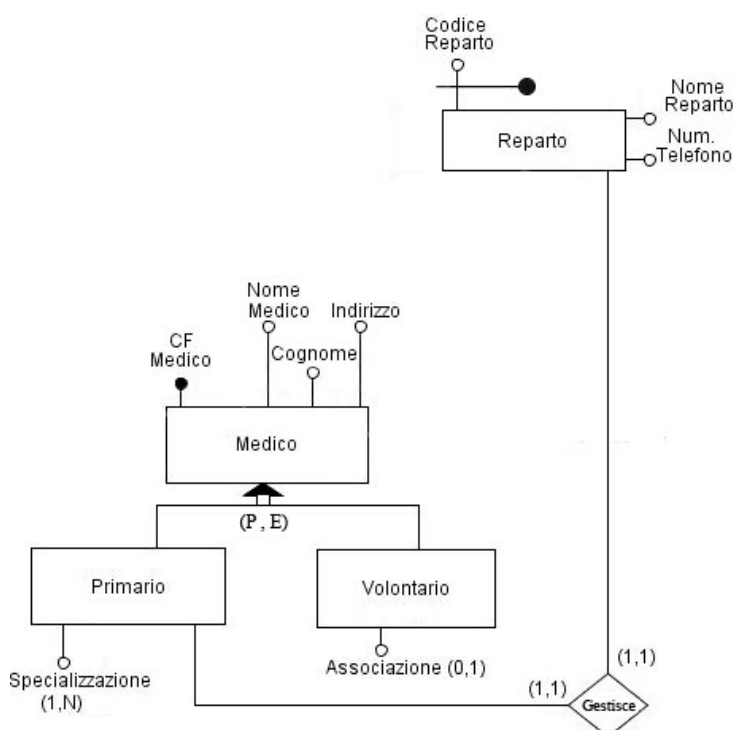 Codice
Reparto
Nome
Reparto
Reparto
Num.
Telefono
Nome
Medico
Indirizzo
CF
Medico
Cognome
Medico
(P , E)
Primario
Volontario
Specializzazione
(1,N)
Associazione (0,1)
(1,1)
(1,1)
Gestisce